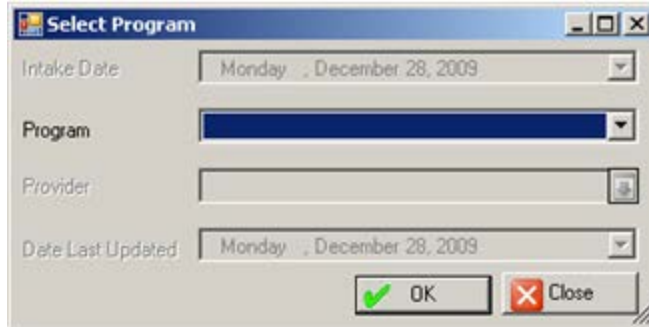 Select Program
Intake Date Monday , December 28, 2009
Program
Provider
Date Last Updated Monday , December 28, 2009
OK Close